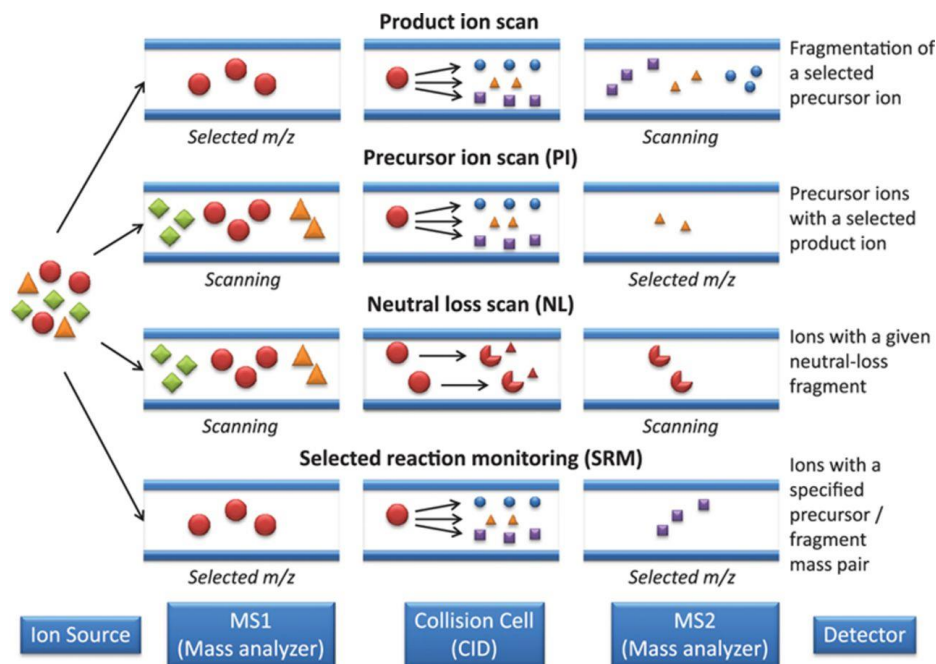 Product ion scan
Fragmentation of
a selected
precursor ion
Selected m/z
Scanning
Precursor ion scan (PI)
Precursor ions
with a selected
product ion
Scanning
Selected m/z
Neutral loss scan (NL)
Ions with a given
neutral-loss
fragment
Scanning
Scanning
Selected reaction monitoring (SRM)
Ions with a
specified
precursor /
fragment
mass pair
Selected m/z
Selected m/z
Ion Source
MS1
(Mass analyzer)
Collision Cell
(CID)
MS2
(Mass analyzer)
Detector